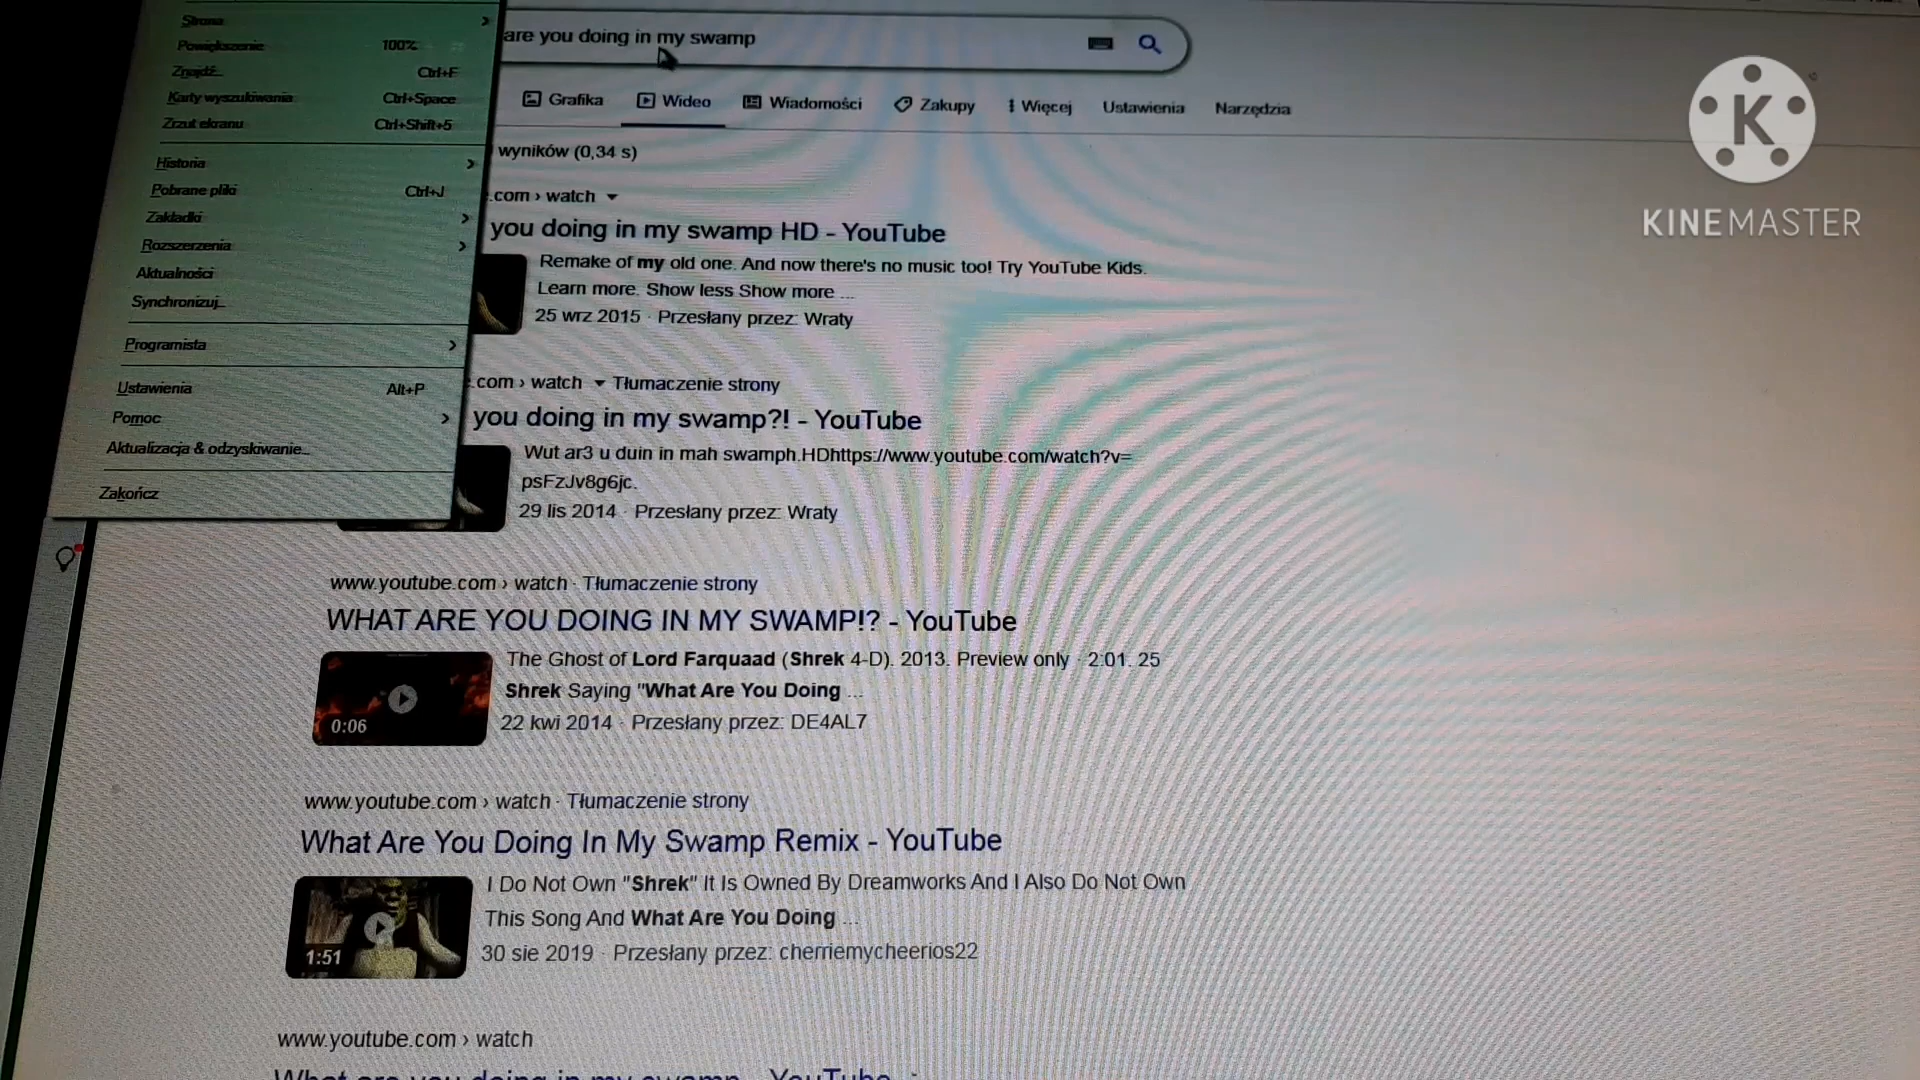 Strona
Powiększenie 100%
Znajdź... Ctrl+F
Karty wyszukiwania Ctrl+Space
Zrzut ekranu Ctrl+Shift+5
Historia
Pobrane pliki Ctrl+J
Zakładki
Rozszerzenia
Aktualności
Synchronizuj...
Programista
Ustawienia Alt+P
Pomoc
Aktualizacja & odzyskiwanie...
Zakończ
are you doing in my swamp
Grafika Wideo Wiadomości Zakupy Więcej Ustawienia Narzędzia
wyników (0,34 s)
.com › watch
you doing in my swamp HD - YouTube
Remake of my old one. And now there's no music too! Try YouTube Kids.
Learn more. Show less Show more ...
25 wrz 2015 · Przesłany przez: Wraty
.com › watch Tłumaczenie strony
you doing in my swamp?! - YouTube
Wut ar3 u duin in mah swamph.HDhttps://www.youtube.com/watch?v=
psFzJv8g6jc.
29 lis 2014 · Przesłany przez: Wraty
www.youtube.com › watch · Tłumaczenie strony
WHAT ARE YOU DOING IN MY SWAMP!? - YouTube
The Ghost of Lord Farquaad (Shrek 4-D). 2013. Preview only · 2:01. 25
Shrek Saying "What Are You Doing ...
22 kwi 2014 · Przesłany przez: DE4AL7
0:06
www.youtube.com › watch · Tłumaczenie strony
What Are You Doing In My Swamp Remix - YouTube
I Do Not Own "Shrek" It Is Owned By Dreamworks And I Also Do Not Own
This Song And What Are You Doing ...
30 sie 2019 · Przesłany przez: cherriemycheerios22
1:51
www.youtube.com › watch
What are you doing in my swamp - YouTube
K
KINEMASTER